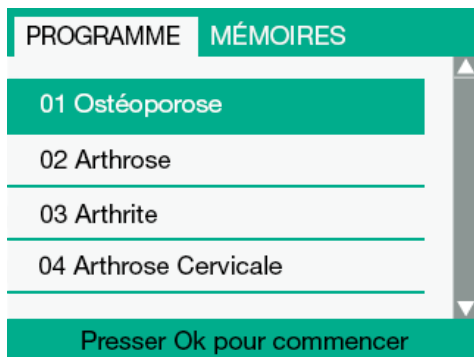 PROGRAMME MÉMOIRES
01 Ostéoporose
02 Arthrose
03 Arthrite
04 Arthrose Cervicale
Presser Ok pour commencer